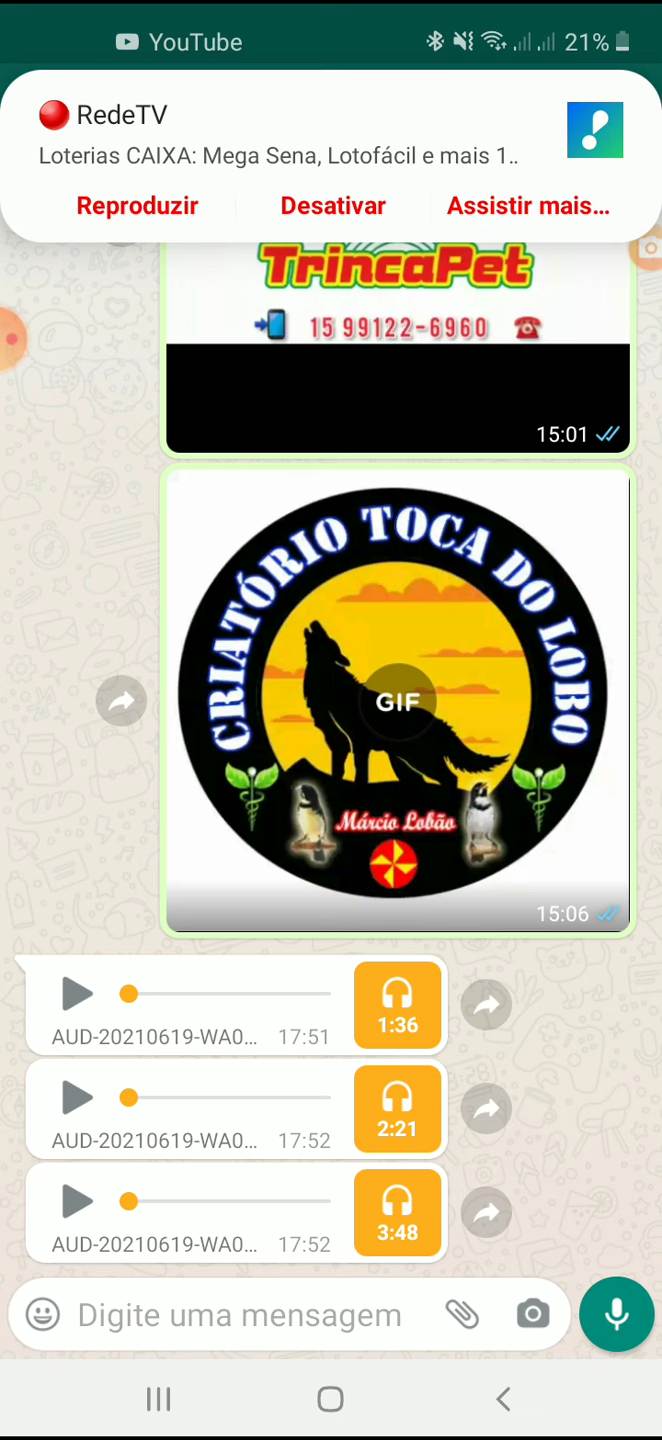 YouTube
21%
RedeTV
Loterias CAIXA: Mega Sena, Lotofácil e mais 1..
Reproduzir Desativar Assistir mais...
TrincaPet
15 99122-6960
15:01
CRIATÓRIO TOCA DO LOBO
GIF
Márcio Lobão
15:06
1:36
AUD-20210619-WA0... 17:51
2:21
AUD-20210619-WA0... 17:52
3:48
AUD-20210619-WA0... 17:52
Digite uma mensagem